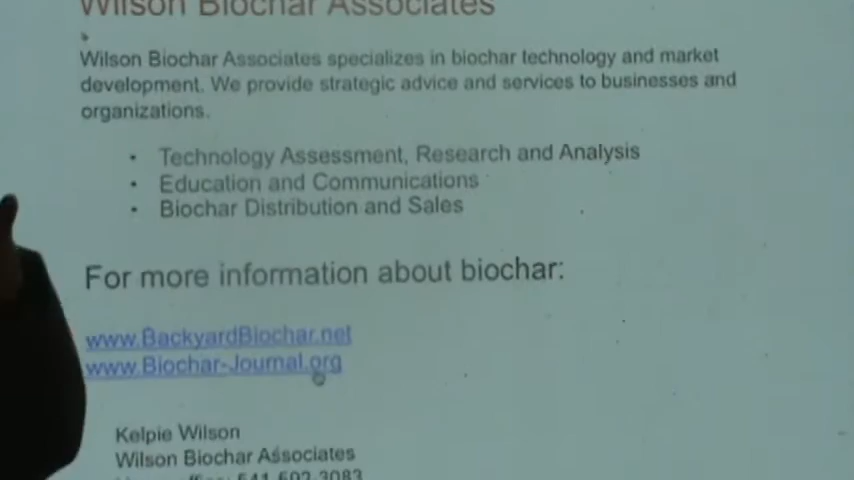 Wilson Biochar Associates
Wilson Biochar Associates specializes in biochar technology and market
development. We provide strategic advice and services to businesses and
organizations.
• Technology Assessment, Research and Analysis
• Education and Communications
• Biochar Distribution and Sales
For more information about biochar:
www.BackyardBiochar.net
www.Biochar-Journal.org
Kelpie Wilson
Wilson Biochar Associates